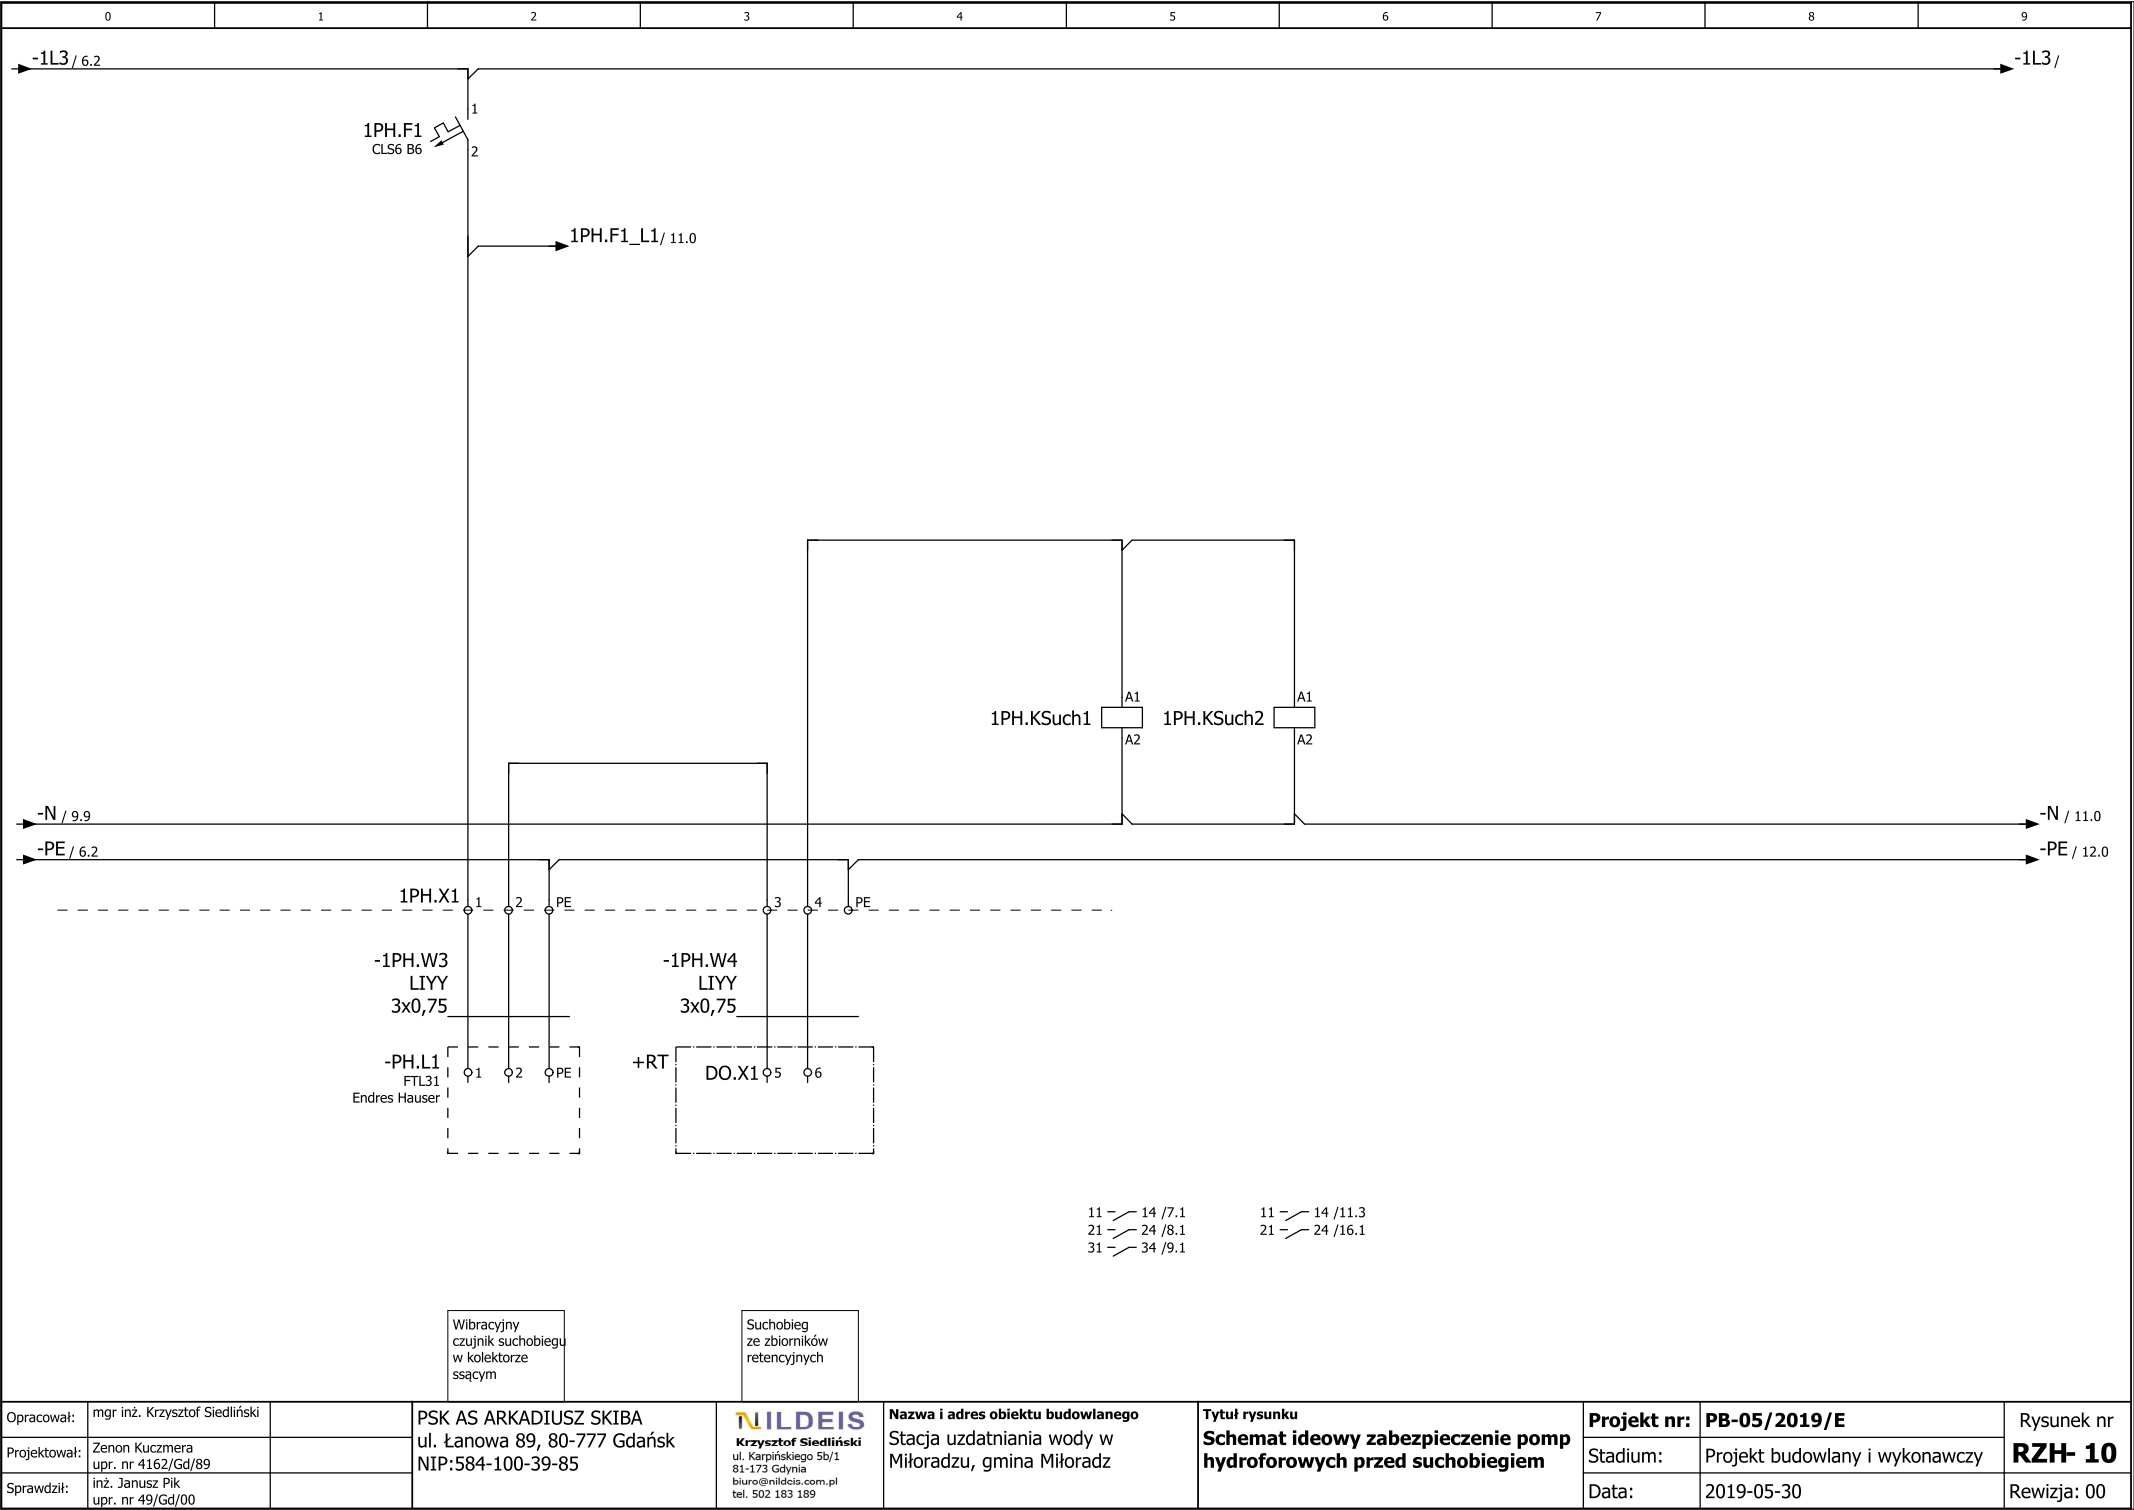 0 1 2 3 4 5 6 7 8 9
-1L3 / 6.2
-1L3 /
1
1PH.F1
CLS6 B6
2
1PH.F1_L1 / 11.0
A1 A1
1PH.KSuch1 1PH.KSuch2
A2 A2
-N / 9.9
-N / 11.0
-PE / 6.2
-PE / 12.0
1PH.X1 1 2 PE 3 4 PE
-1PH.W3
LIYY
3x0,75
-1PH.W4
LIYY
3x0,75
-PH.L1
FTL31
Endres Hauser
1 2 PE
+RT
DO.X1 5 6
11 14 /7.1
21 24 /8.1
31 34 /9.1
11 14 /11.3
21 24 /16.1
Wibracyjny
czujnik suchobiegu
w kolektorze
ssącym
Suchobieg
ze zbiorników
retencyjnych
Opracował: mgr inż. Krzysztof Siedliński
Projektował: Zenon Kuczmera
upr. nr 4162/Gd/89
Sprawdził: inż. Janusz Pik
upr. nr 49/Gd/00
PSK AS ARKADIUSZ SKIBA
ul. Łanowa 89, 80-777 Gdańsk
NIP:584-100-39-85
NILDEIS
Krzysztof Siedliński
ul. Karpińskiego 5b/1
81-173 Gdynia
biuro@nildcis.com.pl
tel. 502 183 189
Nazwa i adres obiektu budowlanego
Stacja uzdatniania wody w
Miłoradzu, gmina Miłoradz
Tytuł rysunku
Schemat ideowy zabezpieczenie pomp
hydroforowych przed suchobiegiem
Projekt nr: PB-05/2019/E
Stadium: Projekt budowlany i wykonawczy
Data: 2019-05-30
Rysunek nr
RZH- 10
Rewizja: 00